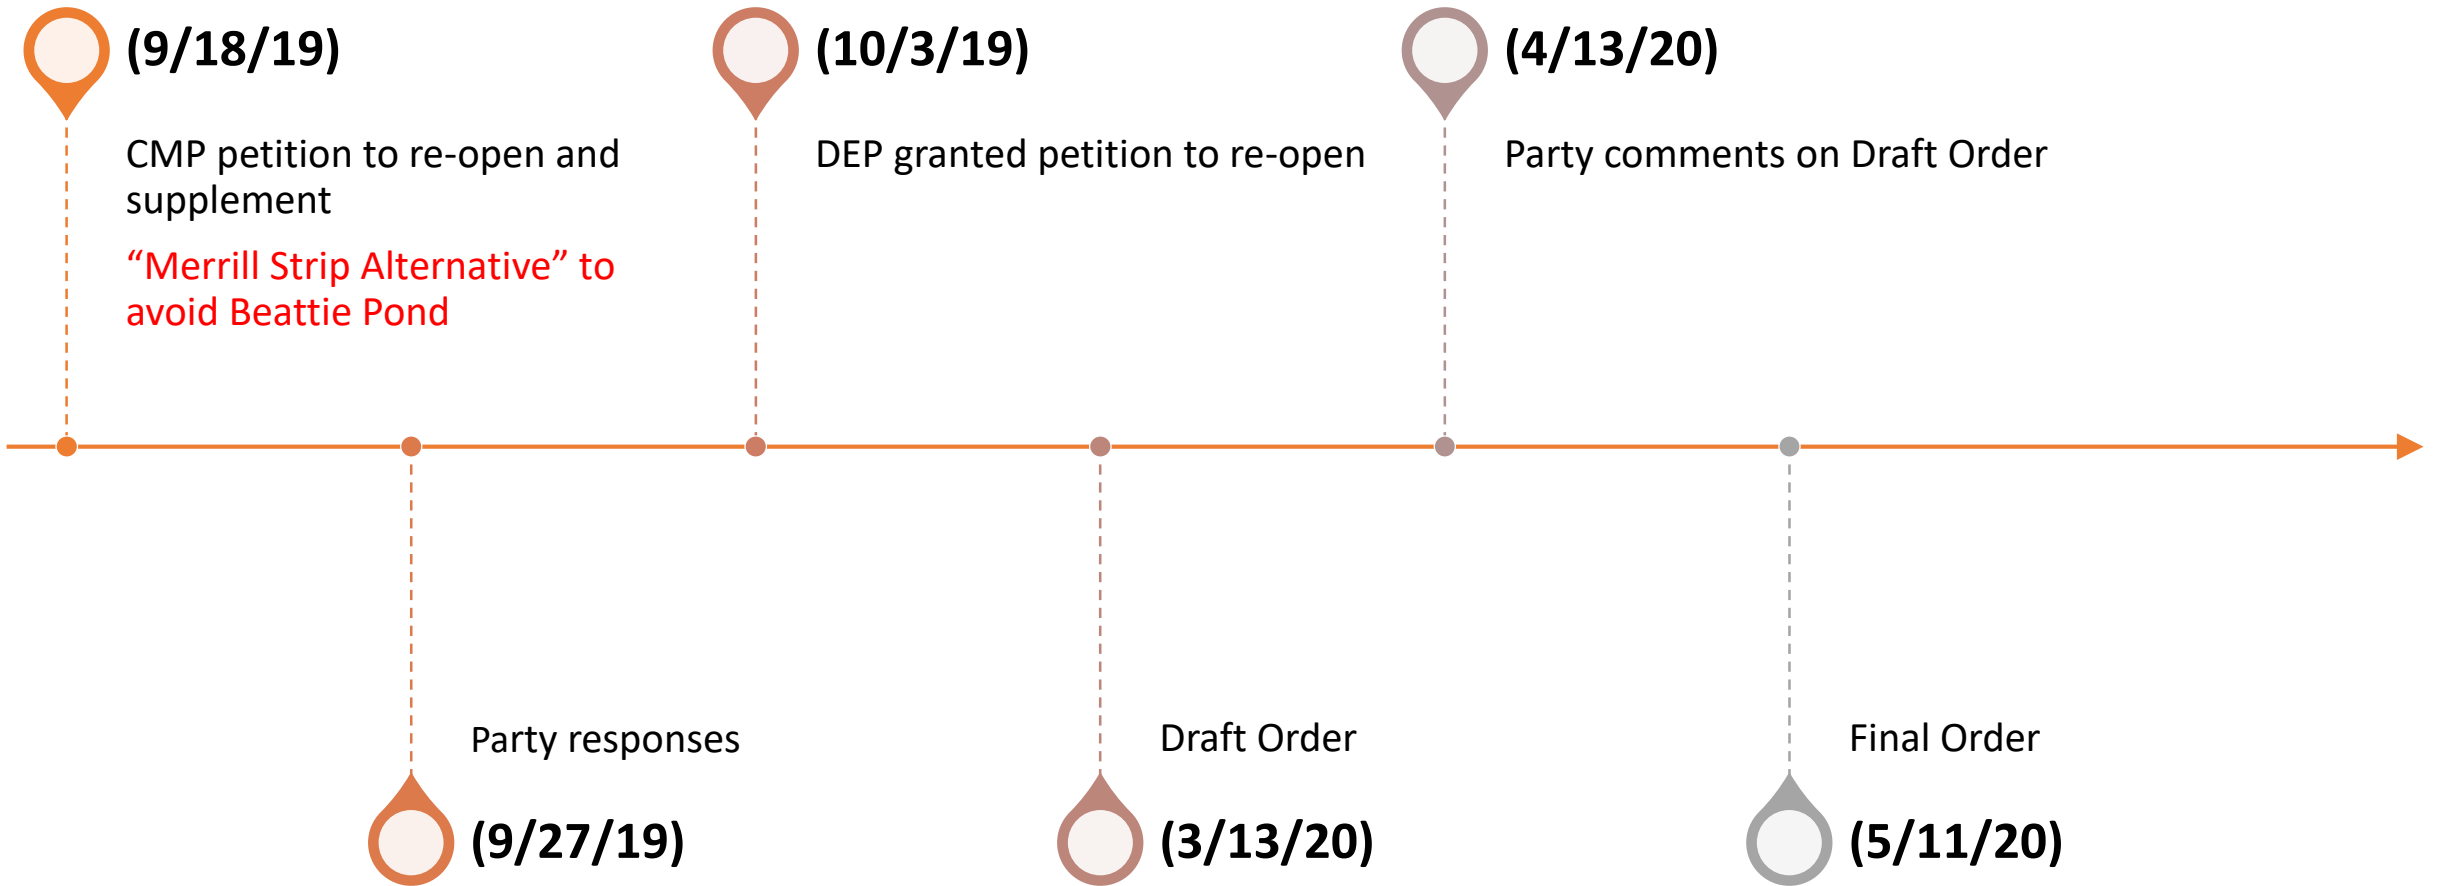 (9/18/19)
CMP petition to re-open and
supplement
“Merrill Strip Alternative” to
avoid Beattie Pond
Party responses
(9/27/19)
(10/3/19)
DEP granted petition to re-open
Draft Order
(3/13/20)
(4/13/20)
Party comments on Draft Order
Final Order
(5/11/20)